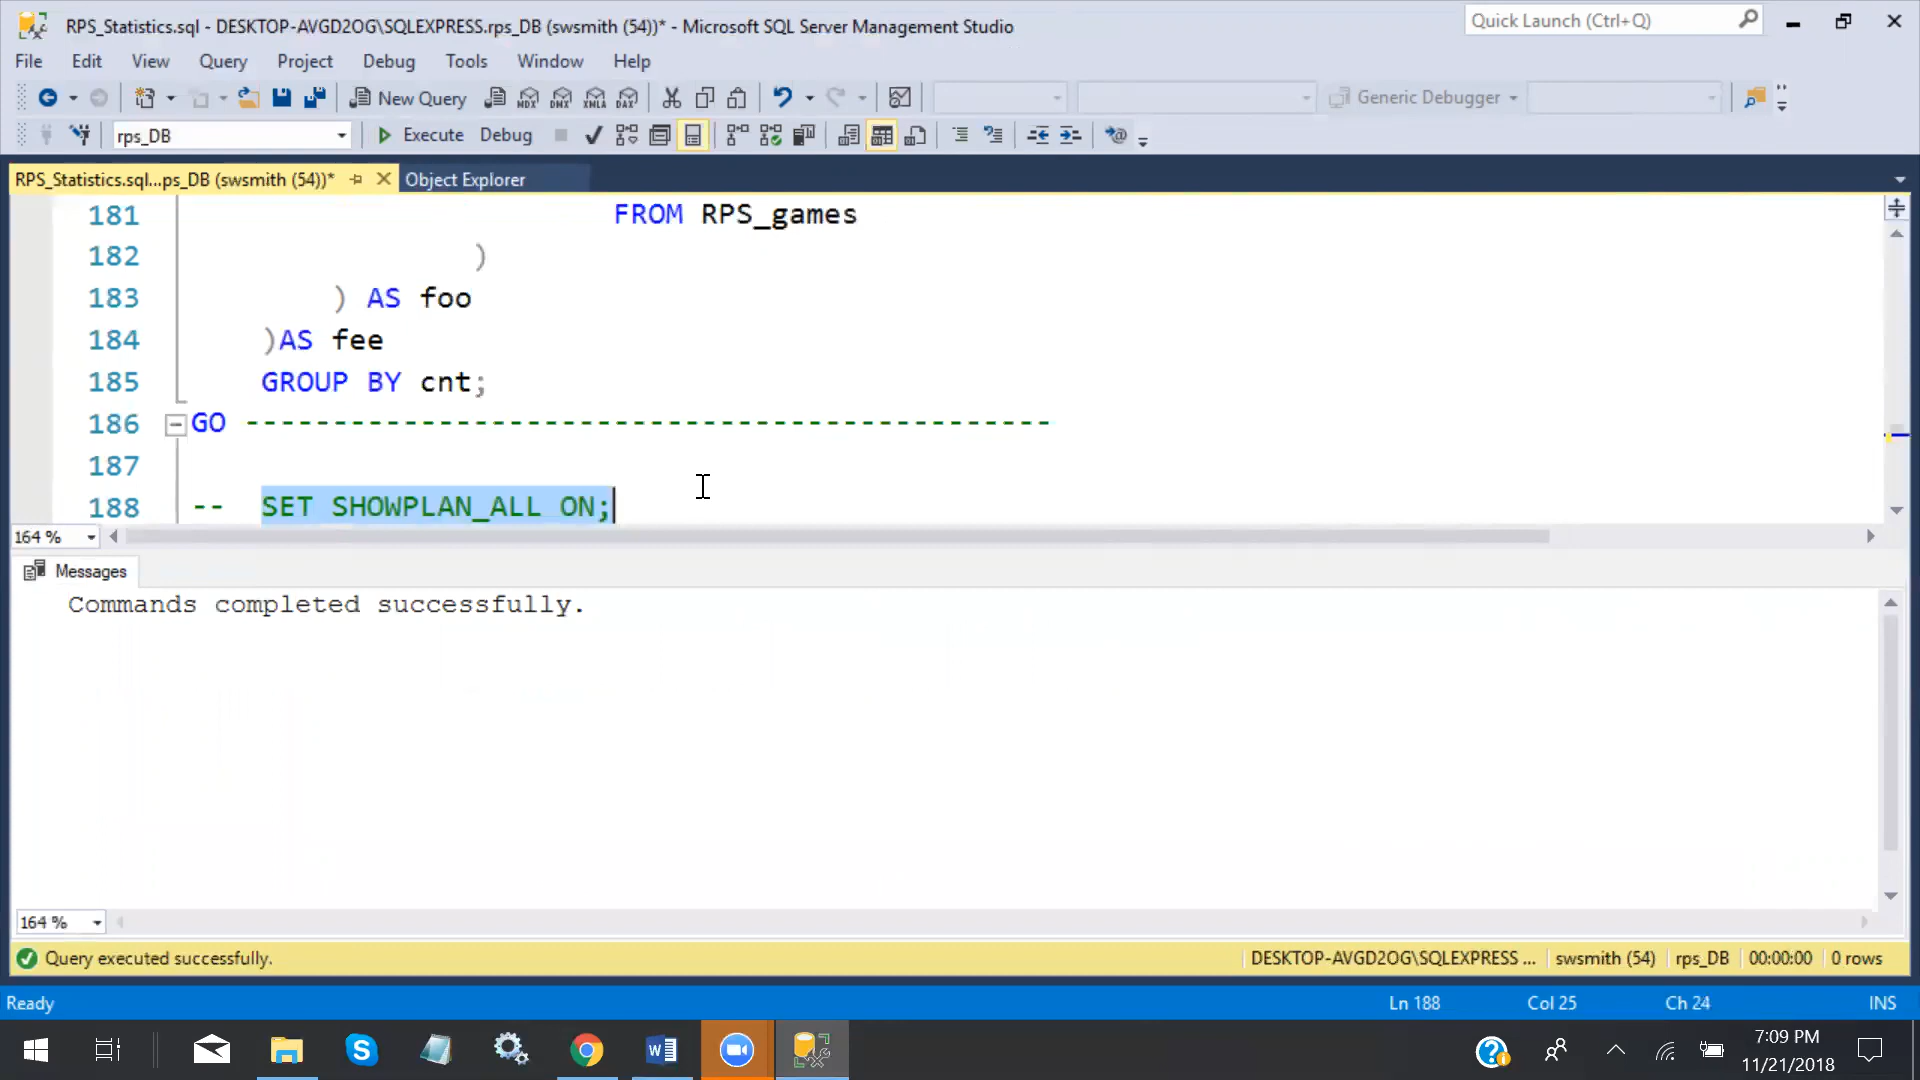 RPS_Statistics.sql - DESKTOP-AVGD2OG\SQLEXPRESS.rps_DB (swsmith (54))* - Microsoft SQL Server Management Studio
Quick Launch (Ctrl+Q)
File Edit View Query Project Debug Tools Window Help
New Query MDX DMX XMLA DAX Generic Debugger
rps_DB Execute Debug
RPS_Statistics.sql...ps_DB (swsmith (54))* Object Explorer
181 FROM RPS_games
182 )
183 ) AS foo
184 )AS fee
185 GROUP BY cnt;
186 GO ----------------------------------------------
187
188 -- SET SHOWPLAN_ALL ON;
164 %
Messages
Commands completed successfully.
164 %
Query executed successfully. DESKTOP-AVGD2OG\SQLEXPRESS ... swsmith (54) rps_DB 00:00:00 0 rows
Ready Ln 188 Col 25 Ch 24 INS
7:09 PM
11/21/2018